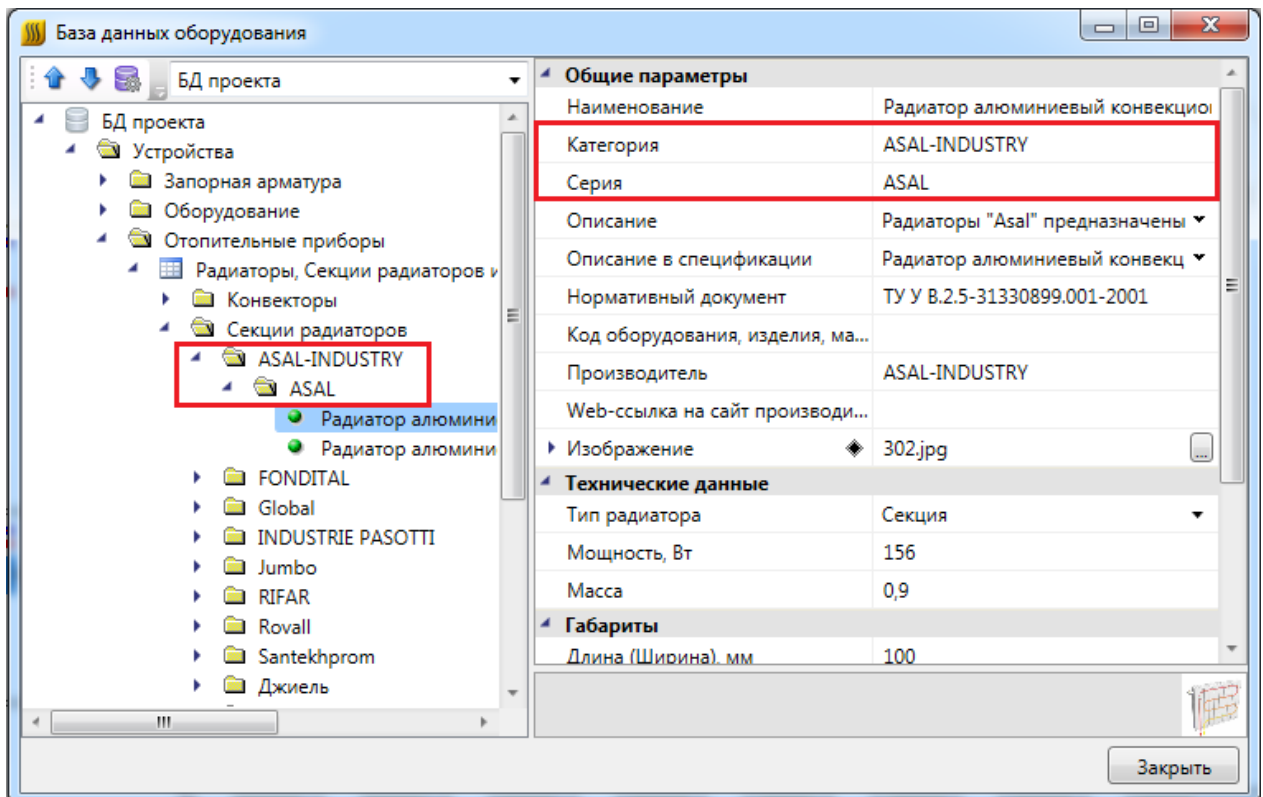 База данных оборудования
БД проекта
БД проекта
Устройства
Запорная арматура
Оборудование
Отопительные приборы
Радиаторы, Секции радиаторов и
Конвекторы
Секции радиаторов
ASAL-INDUSTRY
ASAL
Радиатор алюмини
Радиатор алюмини
FONDITAL
Global
INDUSTRIE PASOTTI
Jumbo
RIFAR
Rovall
Santekhprom
Джиель
Общие параметры
Наименование Радиатор алюминиевый конвекцио
Категория ASAL-INDUSTRY
Серия ASAL
Описание Радиаторы "Asal" предназначены
Описание в спецификации Радиатор алюминиевый конвекц
Нормативный документ ТУ У В.2.5-31330899.001-2001
Код оборудования, изделия, ма...
Производитель ASAL-INDUSTRY
Web-ссылка на сайт производи...
Изображение 302.jpg ...
Технические данные
Тип радиатора Секция
Мощность, Вт 156
Масса 0,9
Габариты
Длина (Ширина), мм 100
Закрыть